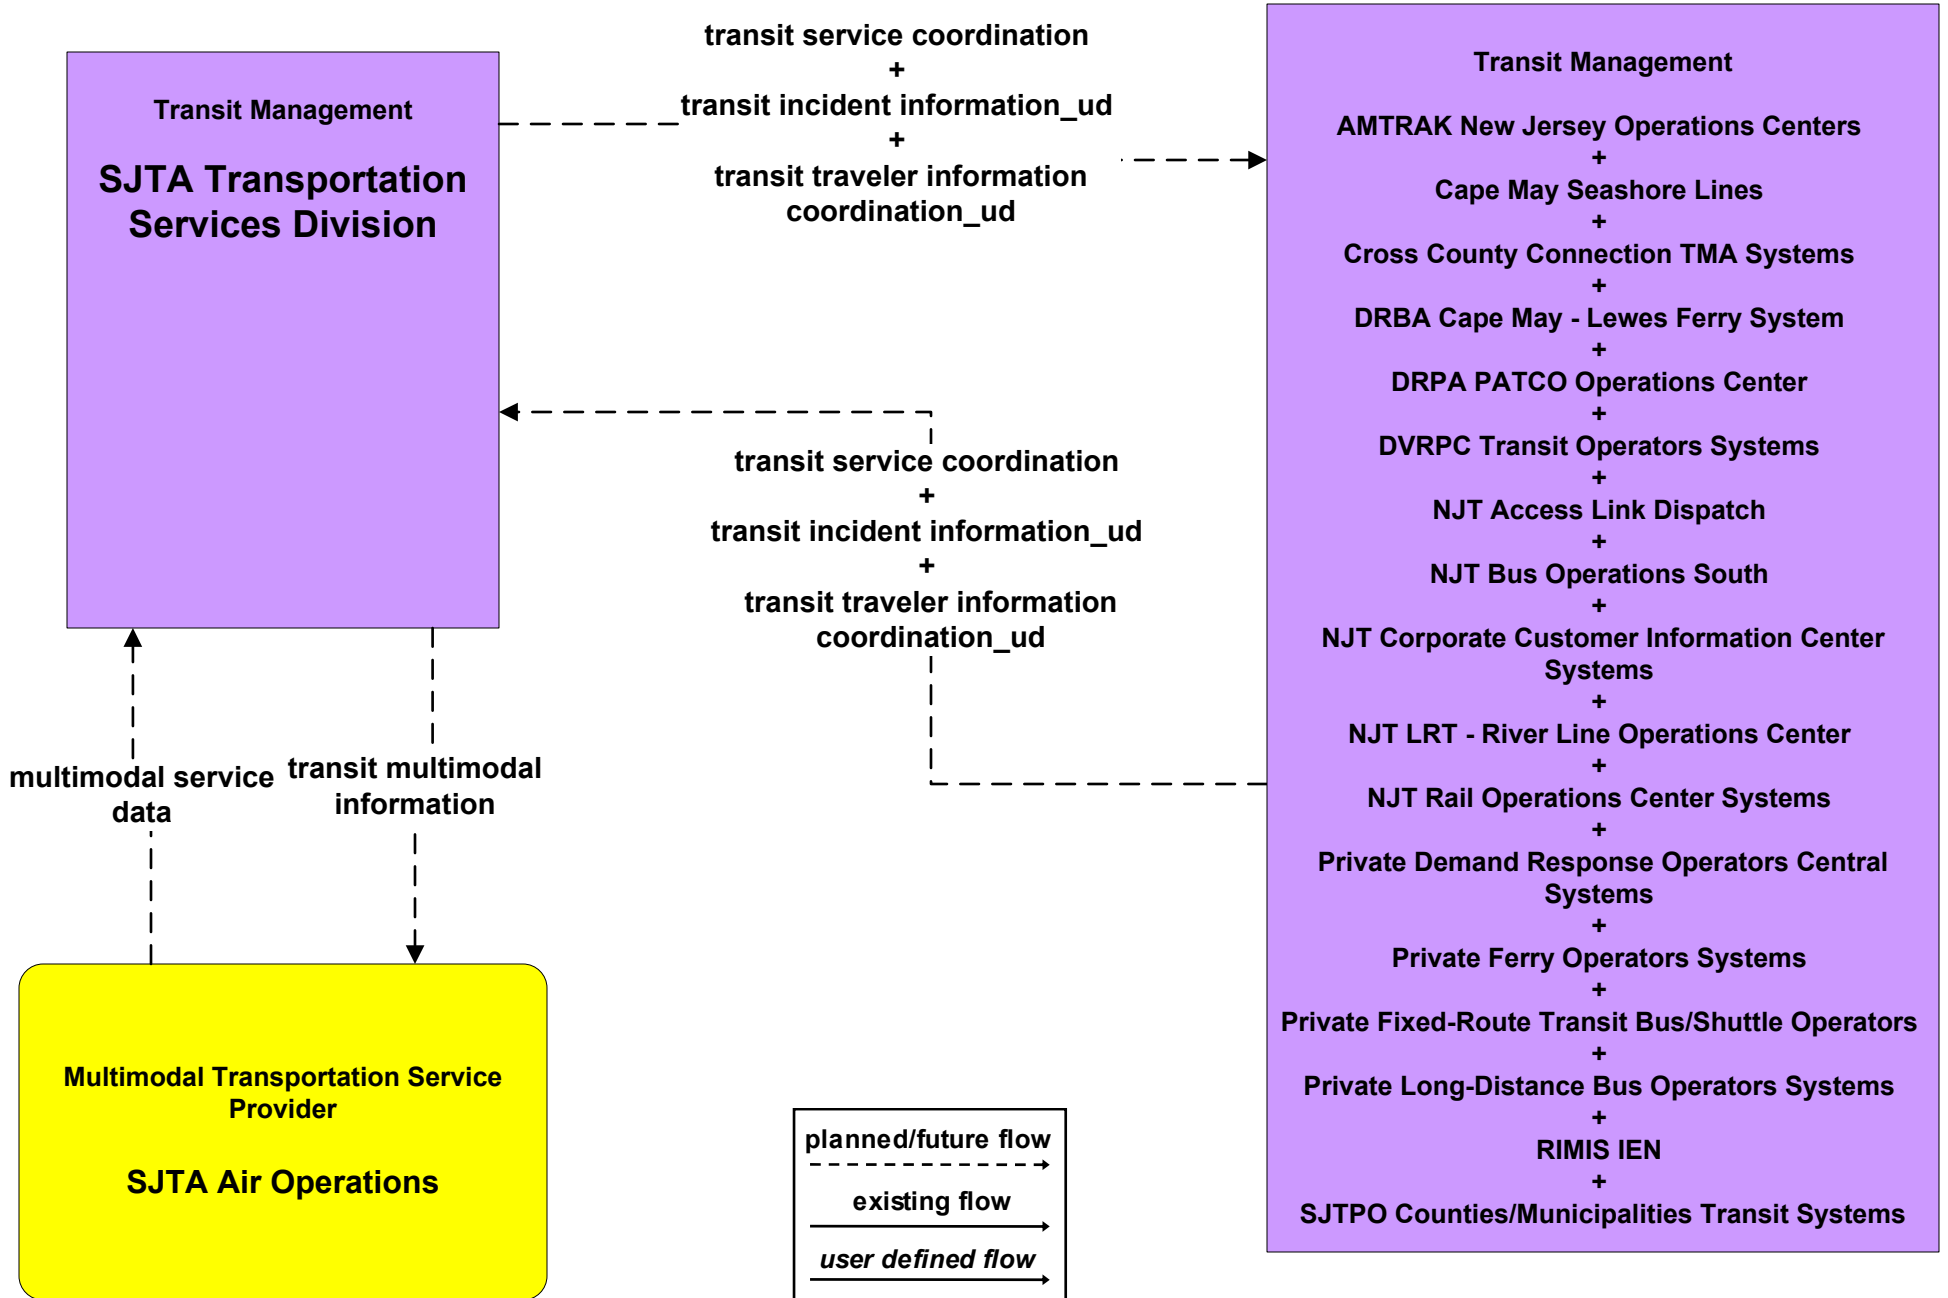 Transit Management
SJTA Transportation
Services Division
transit service coordination
+
transit incident information_ud
+
transit traveler information
coordination_ud
transit service coordination
+
transit incident information_ud
+
transit traveler information
coordination_ud
multimodal service
data
transit multimodal
information
Multimodal Transportation Service
Provider
SJTA Air Operations
planned/future flow
existing flow
user defined flow
Transit Management
AMTRAK New Jersey Operations Centers
+
Cape May Seashore Lines
+
Cross County Connection TMA Systems
+
DRBA Cape May - Lewes Ferry System
+
DRPA PATCO Operations Center
+
DVRPC Transit Operators Systems
+
NJT Access Link Dispatch
+
NJT Bus Operations South
+
NJT Corporate Customer Information Center
Systems
+
NJT LRT - River Line Operations Center
+
NJT Rail Operations Center Systems
+
Private Demand Response Operators Central
Systems
+
Private Ferry Operators Systems
+
Private Fixed-Route Transit Bus/Shuttle Operators
+
Private Long-Distance Bus Operators Systems
+
RIMIS IEN
+
SJTPO Counties/Municipalities Transit Systems